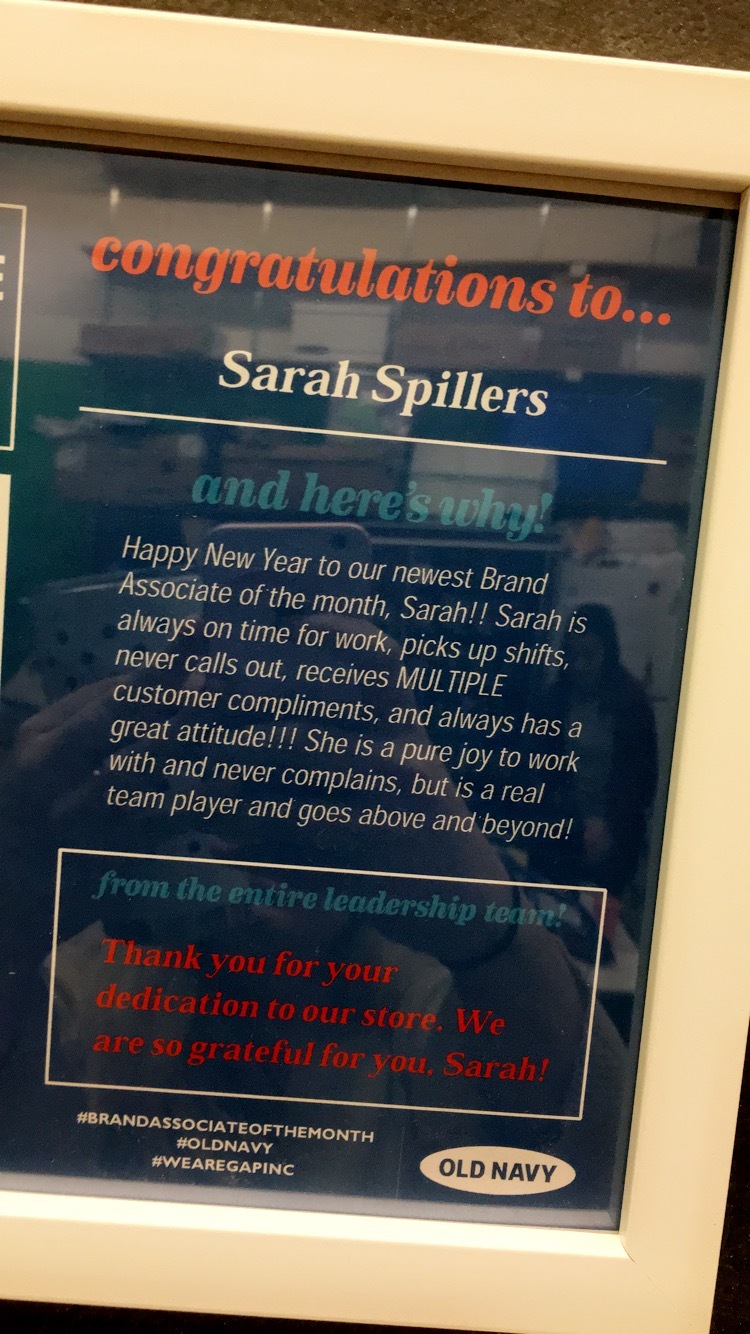 E
congratulations to...
Sarah Spillers
and here's why!
Happy New Year to our newest Brand
Associate of the month, Sarah!! Sarah is
always on time for work, picks up shifts,
never calls out, receives MULTIPLE
customer compliments, and always has a
great attitude!!! She is a pure joy to work
with and never complains, but is a real
team player and goes above and beyond!
from the entire leadership team!
Thank you for your
dedication to our store. We
are so grateful for you, Sarah!
#BRANDASSOCIATEOFTHEMONTH
#OLDNAVY
#WEAREGAPINC
OLD NAVY